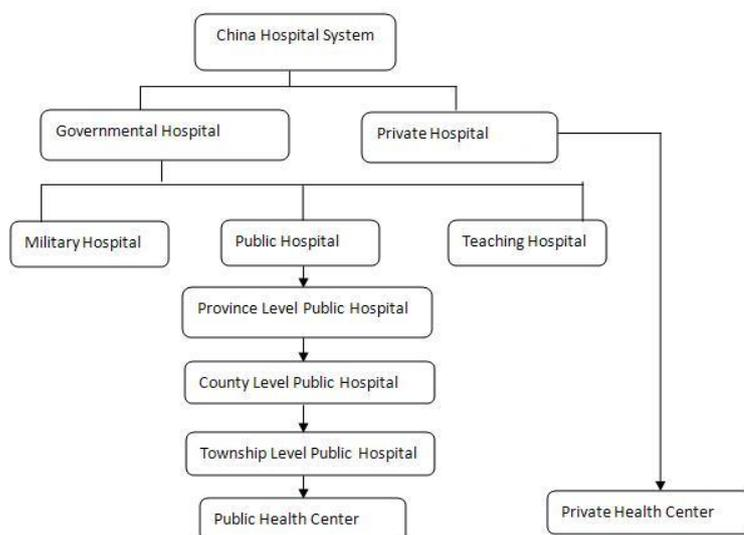 China Hospital System
Governmental Hospital
Private Hospital
Military Hospital
Public Hospital
Teaching Hospital
Province Level Public Hospital
County Level Public Hospital
Township Level Public Hospital
Public Health Center
Private Health Center